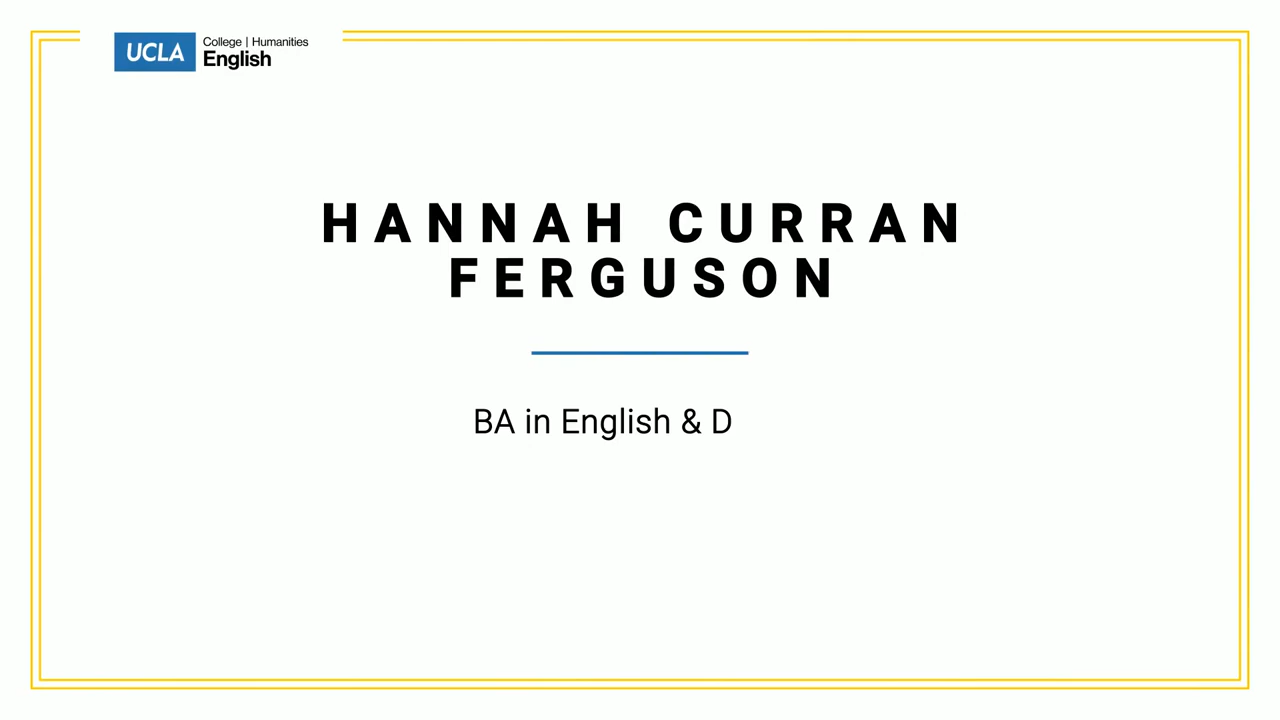 UCLA College | Humanities
English
HANNAH CURRAN
FERGUSON
BA in English & D